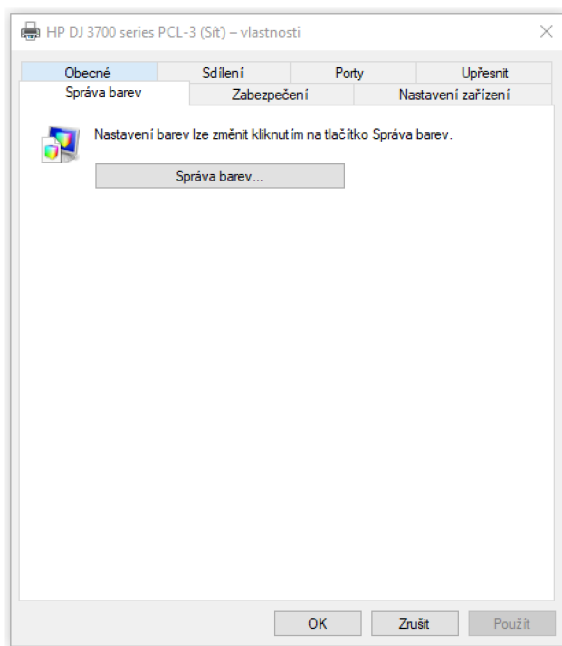 HP DJ 3700 series PCL-3 (Síť) – vlastnosti
Obecné Sdílení Porty Upřesnit
Správa barev Zabezpečení Nastavení zařízení
Nastavení barev lze změnit kliknutím na tlačítko Správa barev.
Správa barev...
OK Zrušit Použít